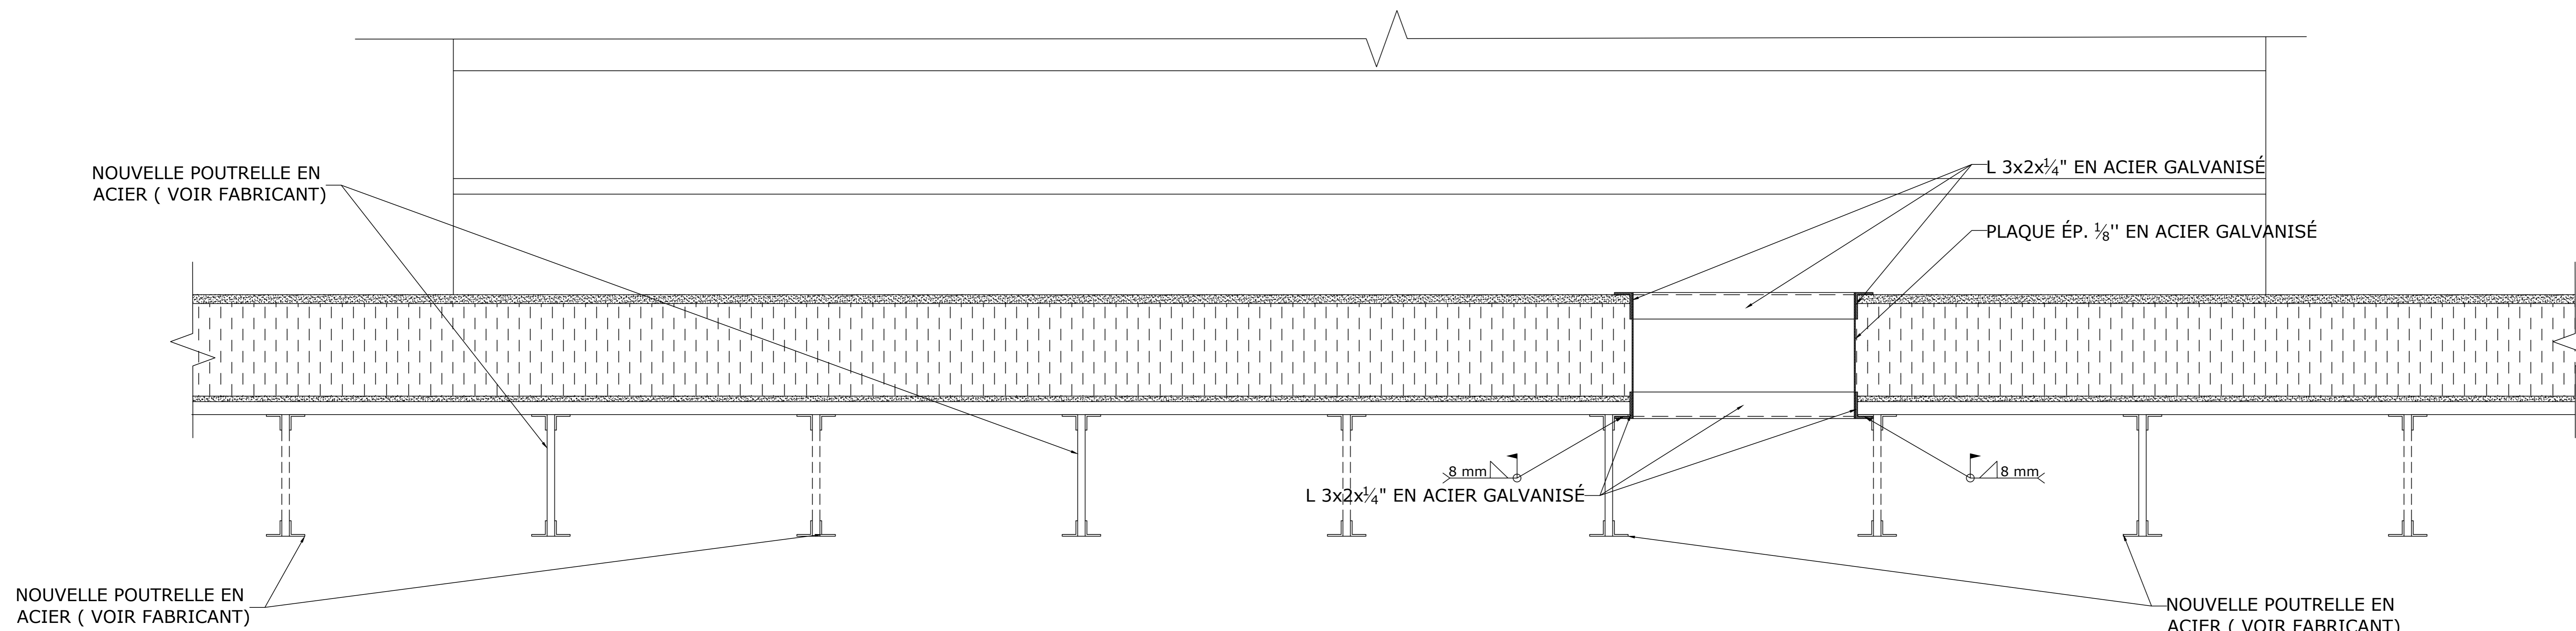 NOUVELLE POUTRELLE EN
ACIER ( VOIR FABRICANT)
L 3x2x¼" EN ACIER GALVANISÉ
PLAQUE ÉP. ⅛'' EN ACIER GALVANISÉ
8 mm
8 mm
L 3x2x¼" EN ACIER GALVANISÉ
NOUVELLE POUTRELLE EN
ACIER ( VOIR FABRICANT)
NOUVELLE POUTRELLE EN
ACIER ( VOIR FABRICANT)